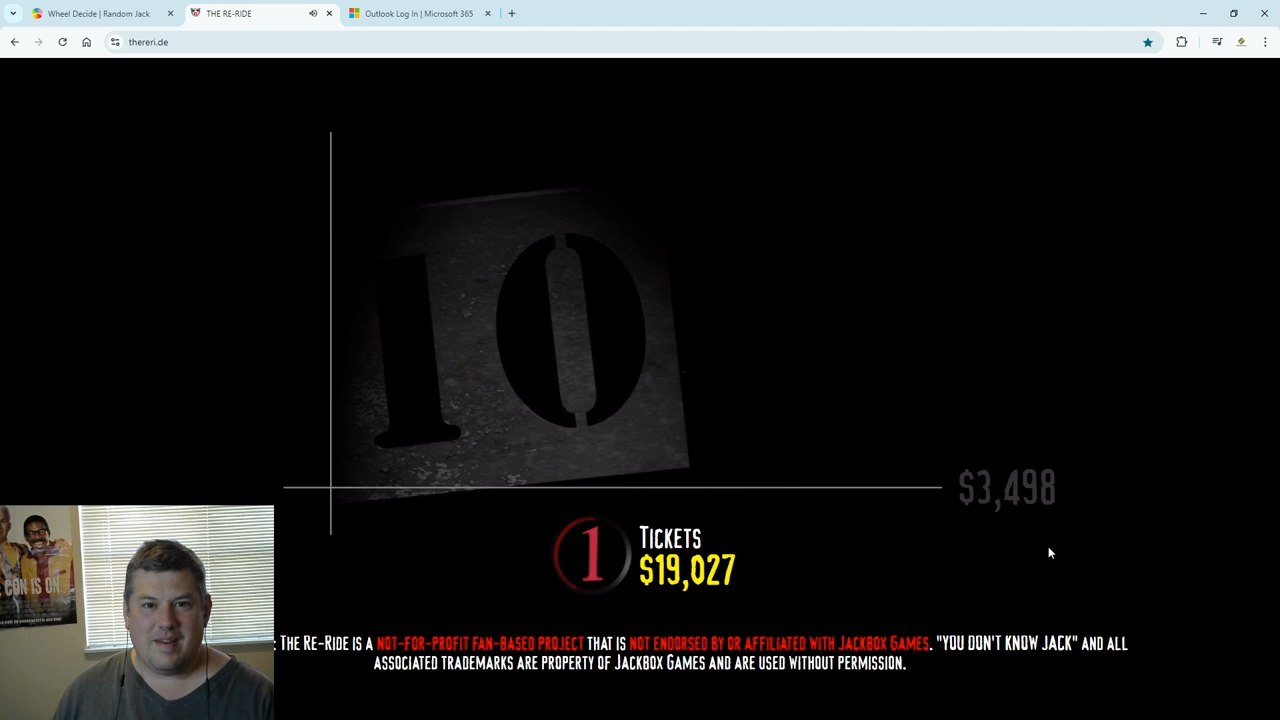 Wheel Decide | Random Jack
THE RE-RIDE
Outlook Log In | Microsoft 365
thereri.de
10
$3,498
1
Tickets
$19,027
CON IS ON.
: The Re-Ride is a not-for-profit fan-based project that is not endorsed by or affiliated with Jackbox Games. "YOU DON'T KNOW JACK" and all
associated trademarks are property of Jackbox Games and are used without permission.